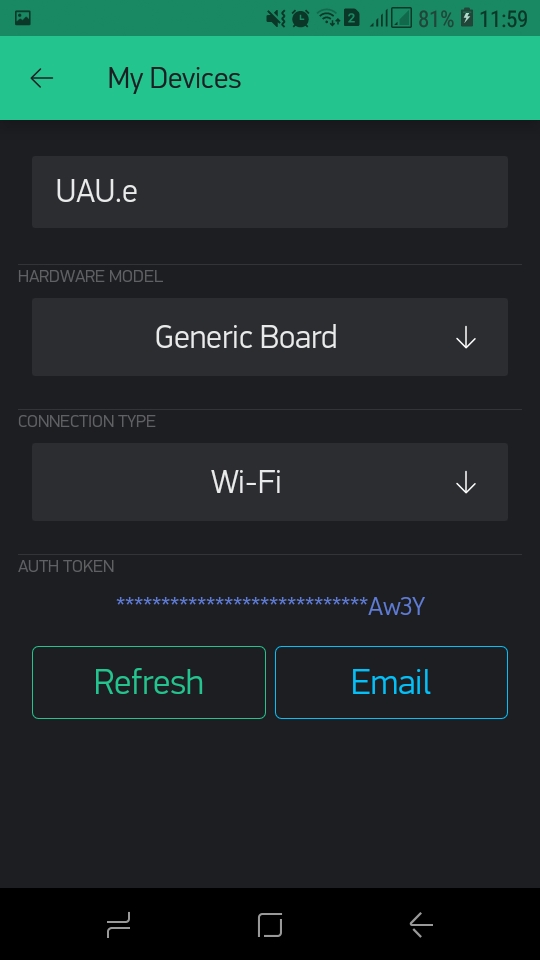 2 81% 11:59
My Devices
UAU.e
HARDWARE MODEL
Generic Board
CONNECTION TYPE
Wi-Fi
AUTH TOKEN
****************************Aw3Y
Refresh Email